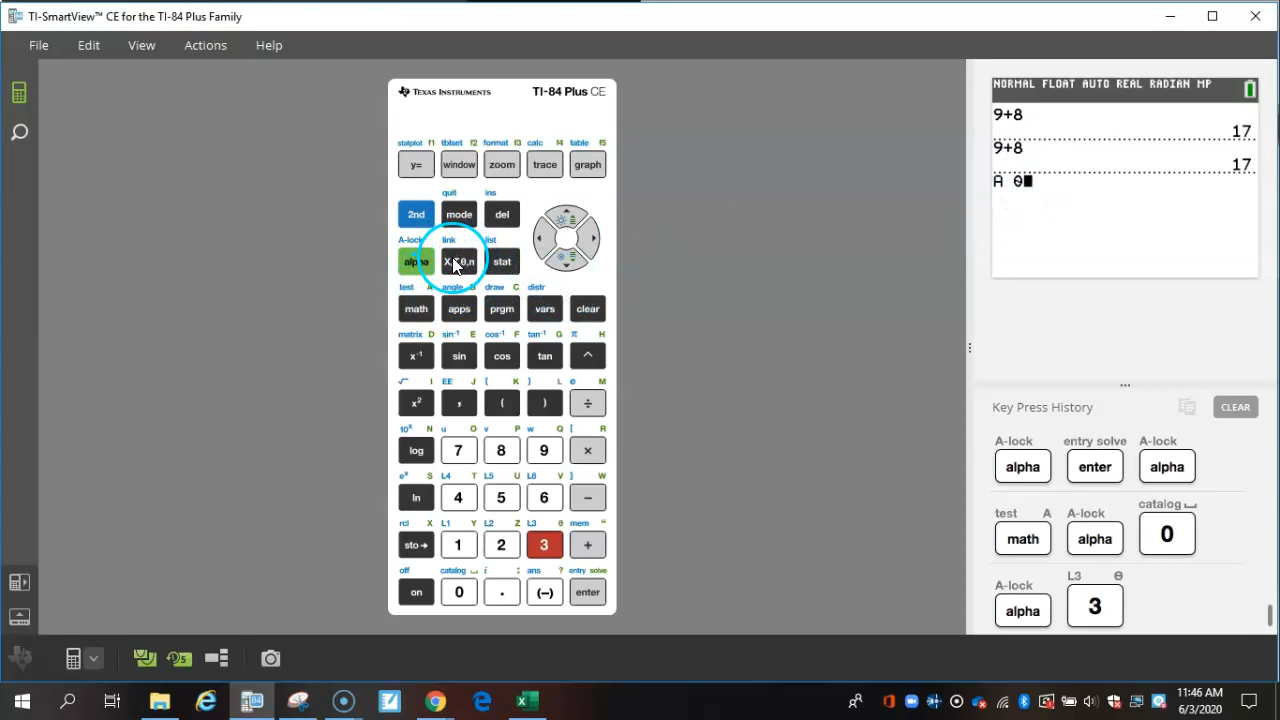 TI-SmartView™ CE for the TI-84 Plus Family
File Edit View Actions Help
TEXAS INSTRUMENTS TI-84 Plus CE
statplot f1 tblset f2 format f3 calc f4 table f5
y= window zoom trace graph
quit ins
2nd mode del
A-lock link list
alpha X,T,θ,n stat
test A angle B draw C distr
math apps prgm vars clear
matrix D sin⁻¹ E cos⁻¹ F tan⁻¹ G π H
x⁻¹ sin cos tan ^
√ I EE J { K } L e M
x² , ( ) ÷
10ˣ N u O v P w Q [ R
log 7 8 9 ×
eˣ S L4 T L5 U L6 V ] W
ln 4 5 6 −
rcl X L1 Y L2 Z L3 θ mem "
sto→ 1 2 3 +
off catalog ⎵ i : ans ? entry solve
on 0 . (−) enter
NORMAL FLOAT AUTO REAL RADIAN MP
9+8
17
9+8
17
A θ
Key Press History CLEAR
A-lock entry solve A-lock
alpha enter alpha
test A A-lock catalog ⎵
math alpha 0
A-lock L3 θ
alpha 3
84
11:46 AM
6/3/2020